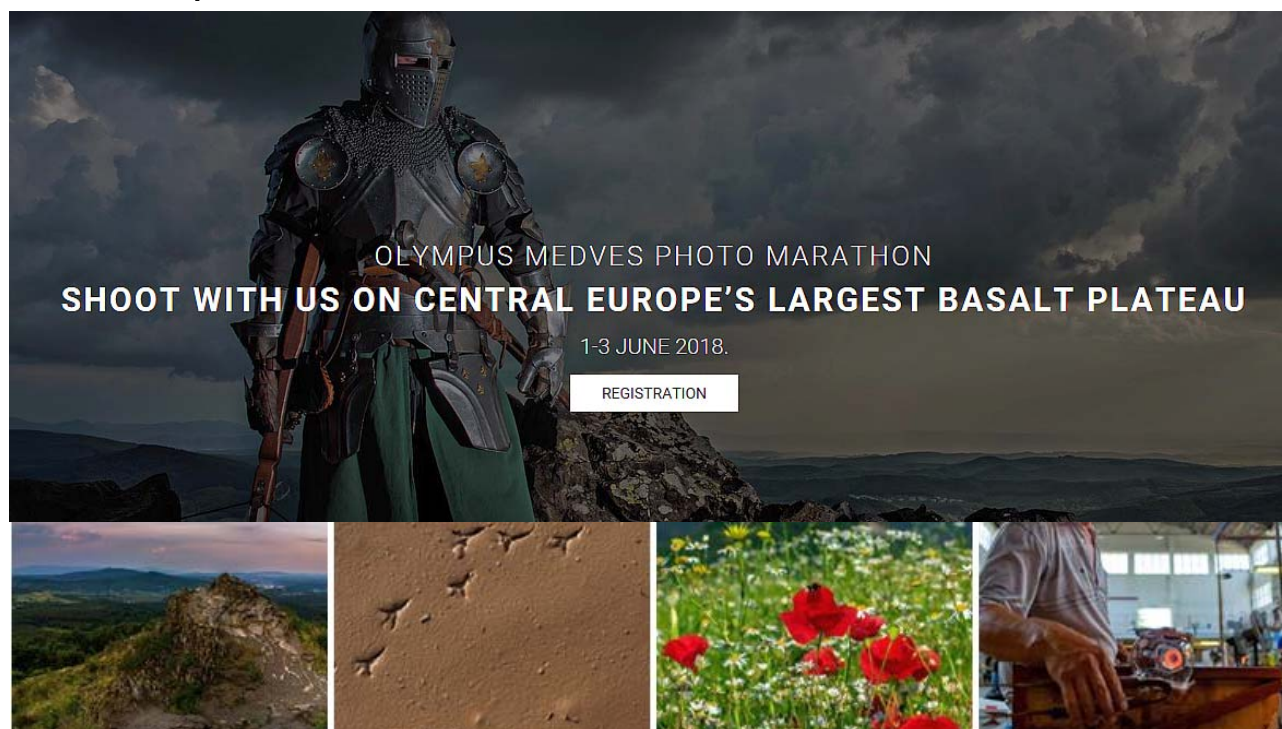 OLYMPUS MEDVES PHOTO MARATHON
SHOOT WITH US ON CENTRAL EUROPE'S LARGEST BASALT PLATEAU
1-3 JUNE 2018.
REGISTRATION